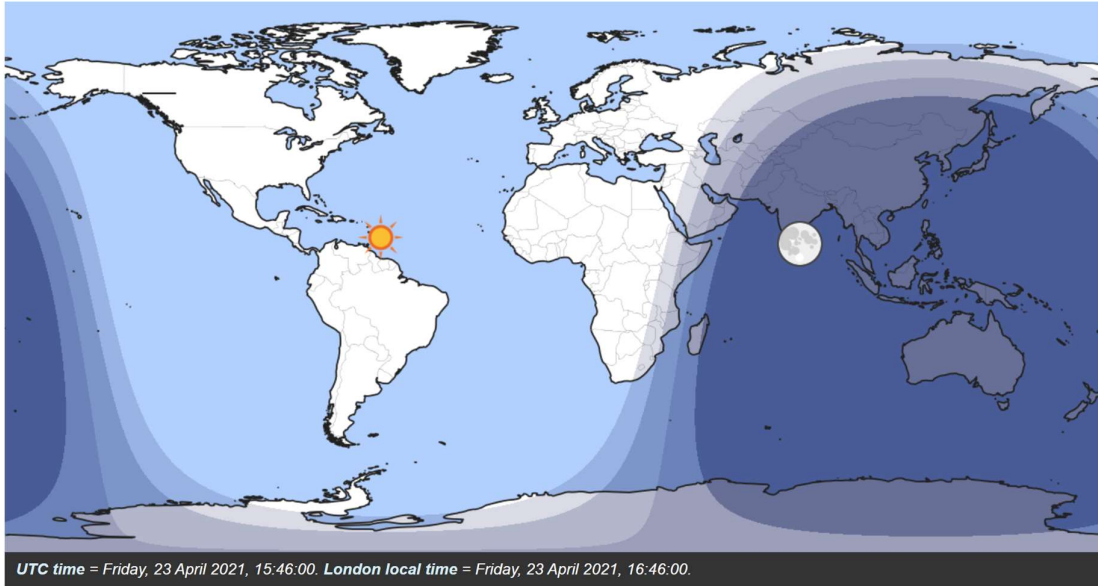 UTC time = Friday, 23 April 2021, 15:46:00. London local time = Friday, 23 April 2021, 16:46:00.